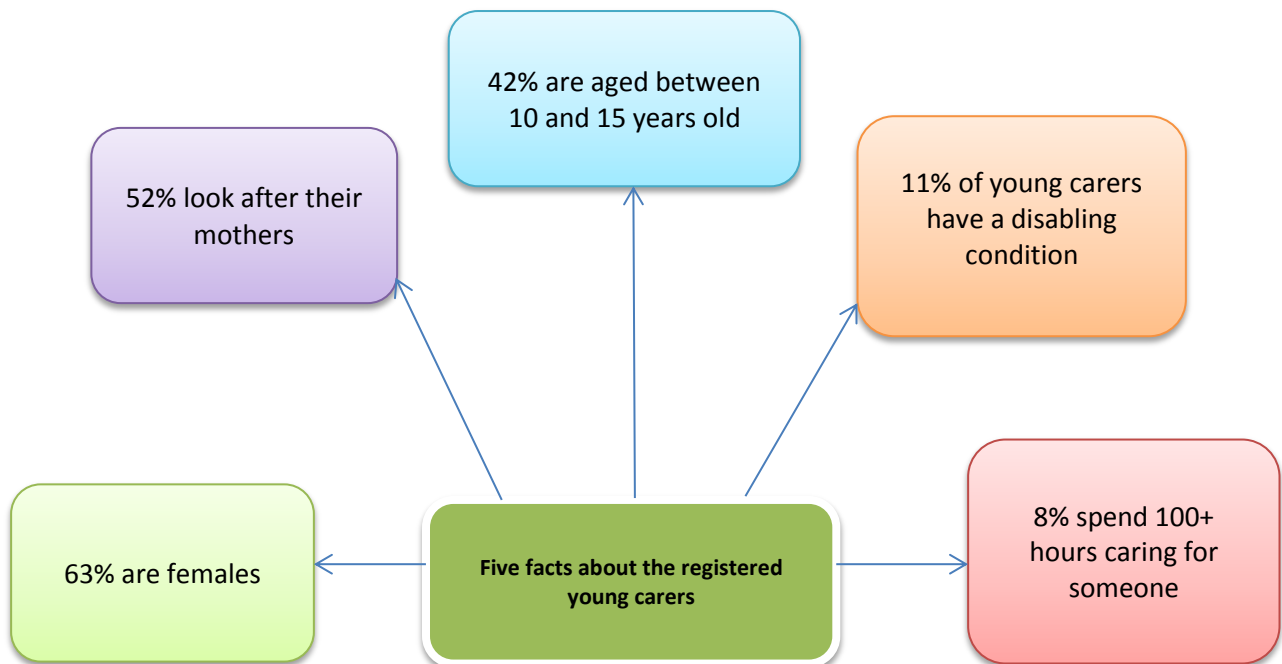 42% are aged between
10 and 15 years old
52% look after their
mothers
11% of young carers
have a disabling
condition
63% are females
Five facts about the registered
young carers
8% spend 100+
hours caring for
someone